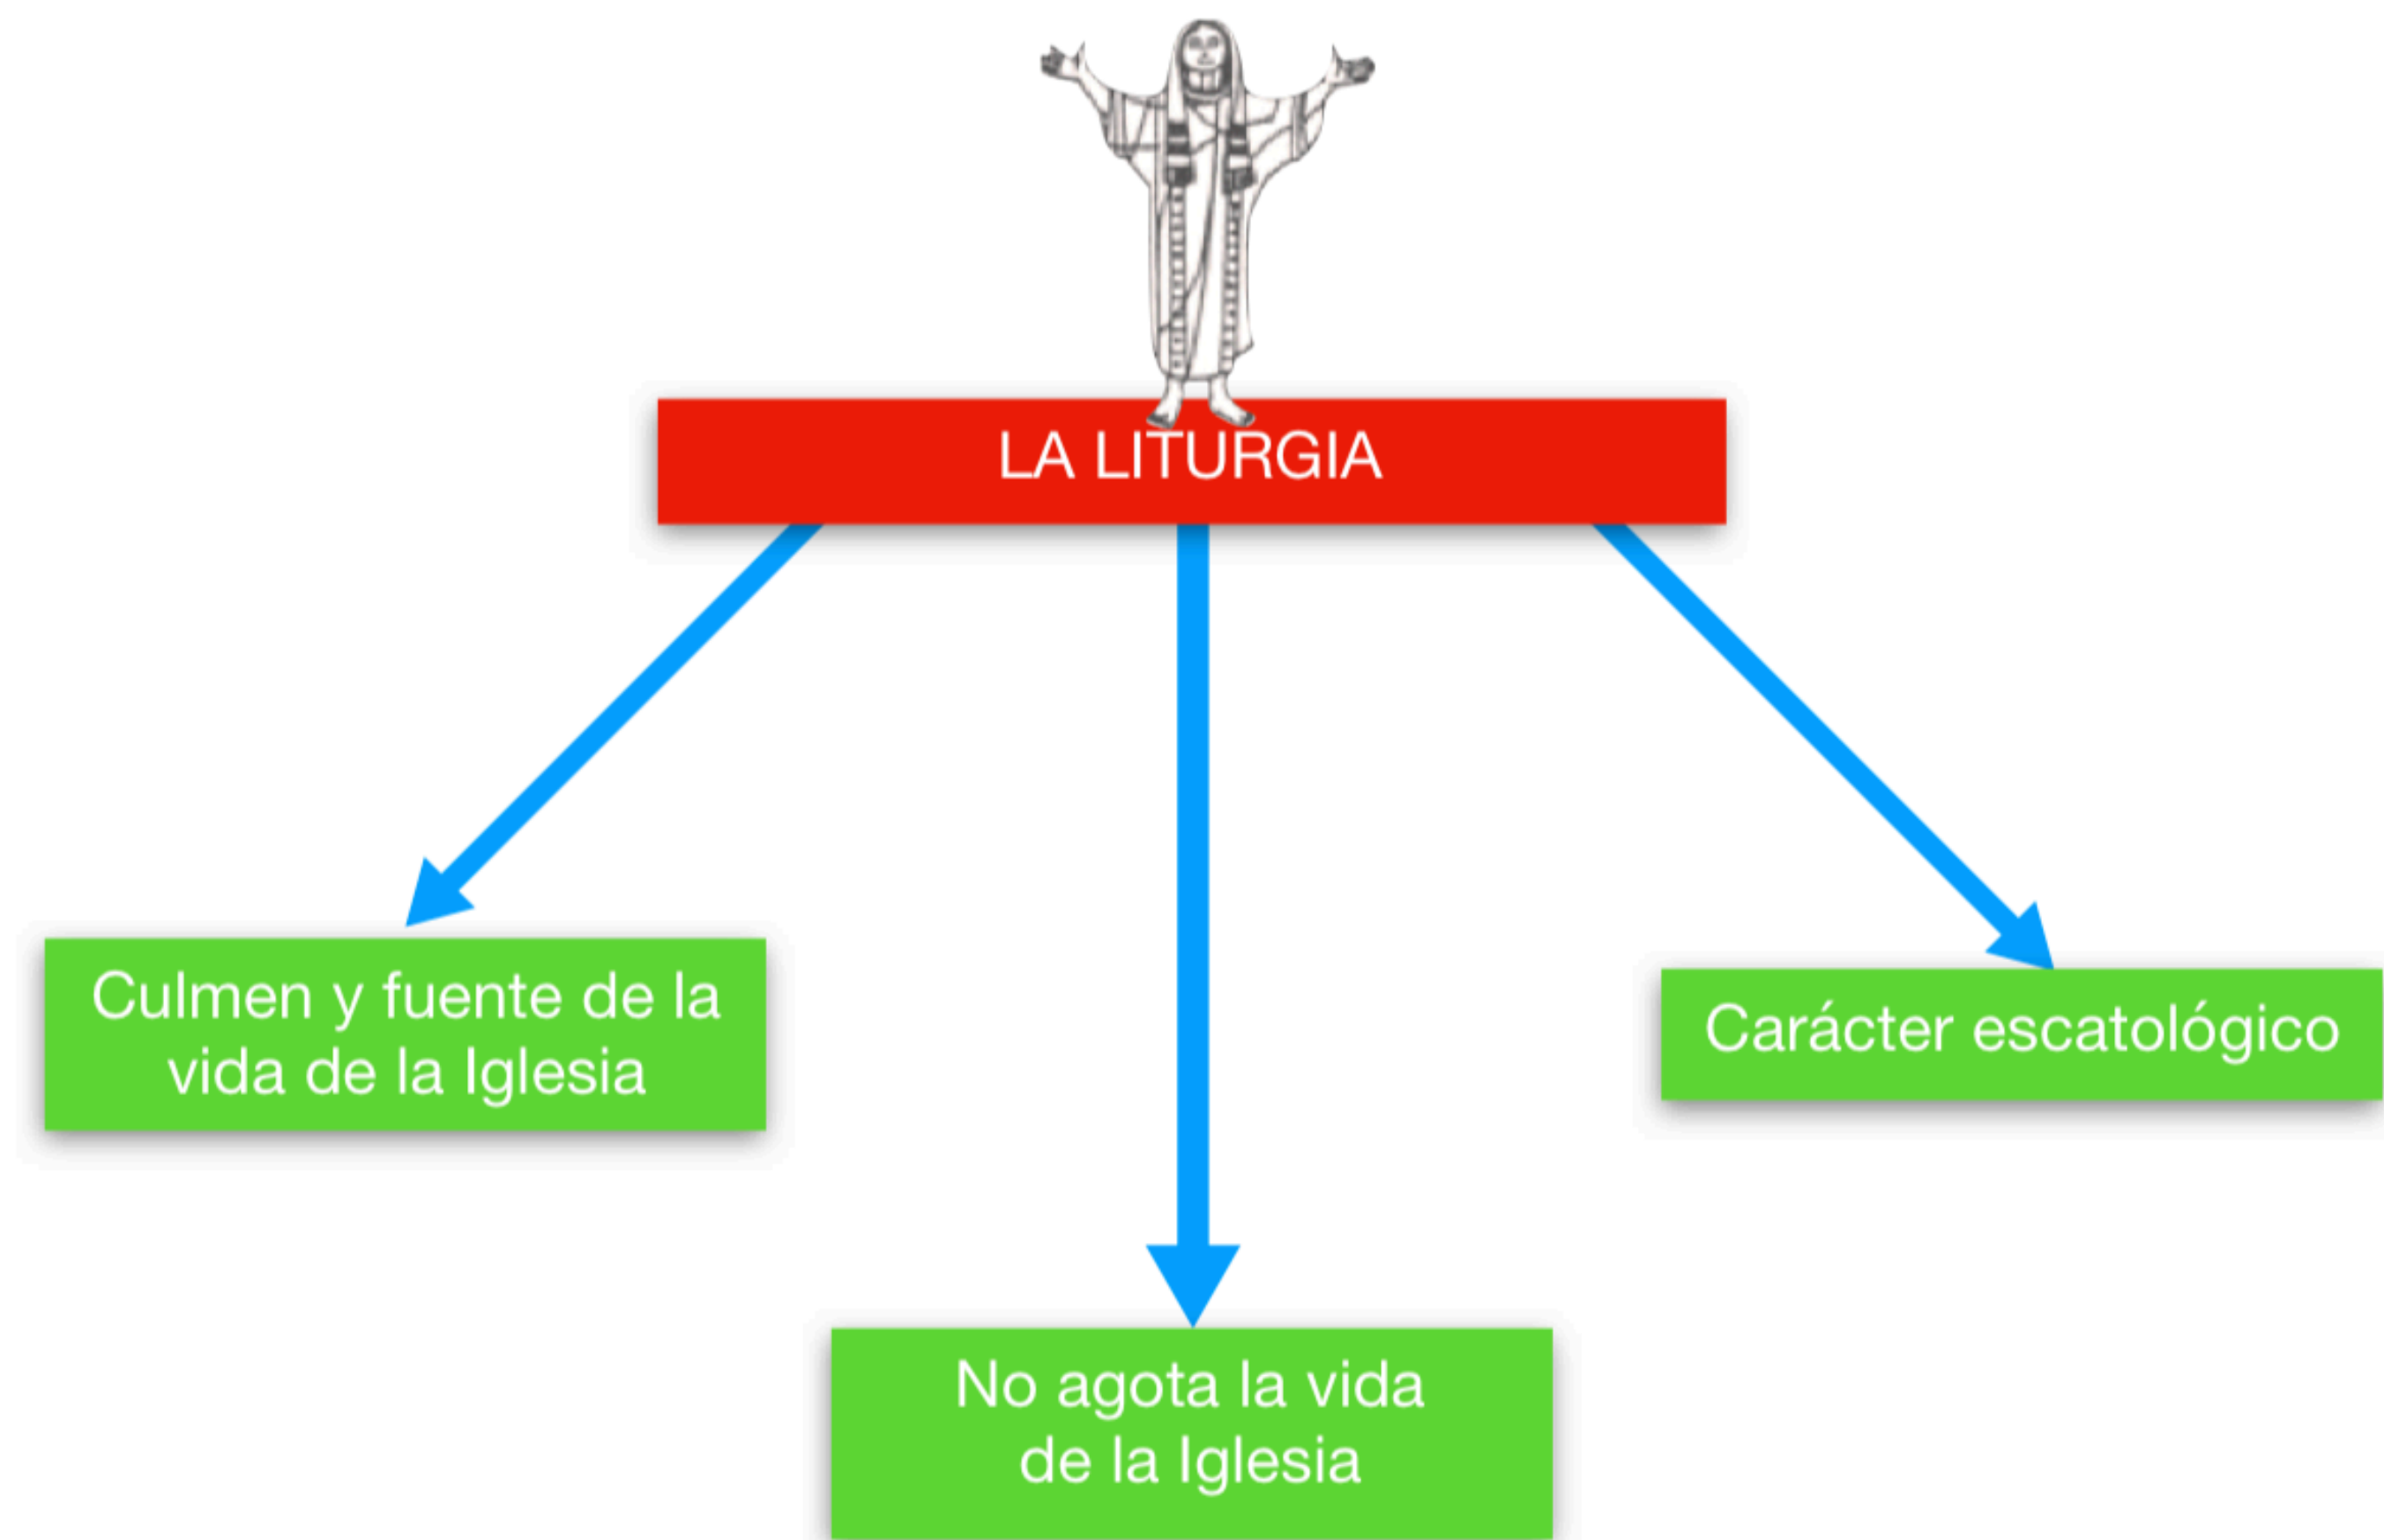 LA LITURGIA
Culmen y fuente de la
vida de la Iglesia
Carácter escatológico
No agota la vida
de la Iglesia